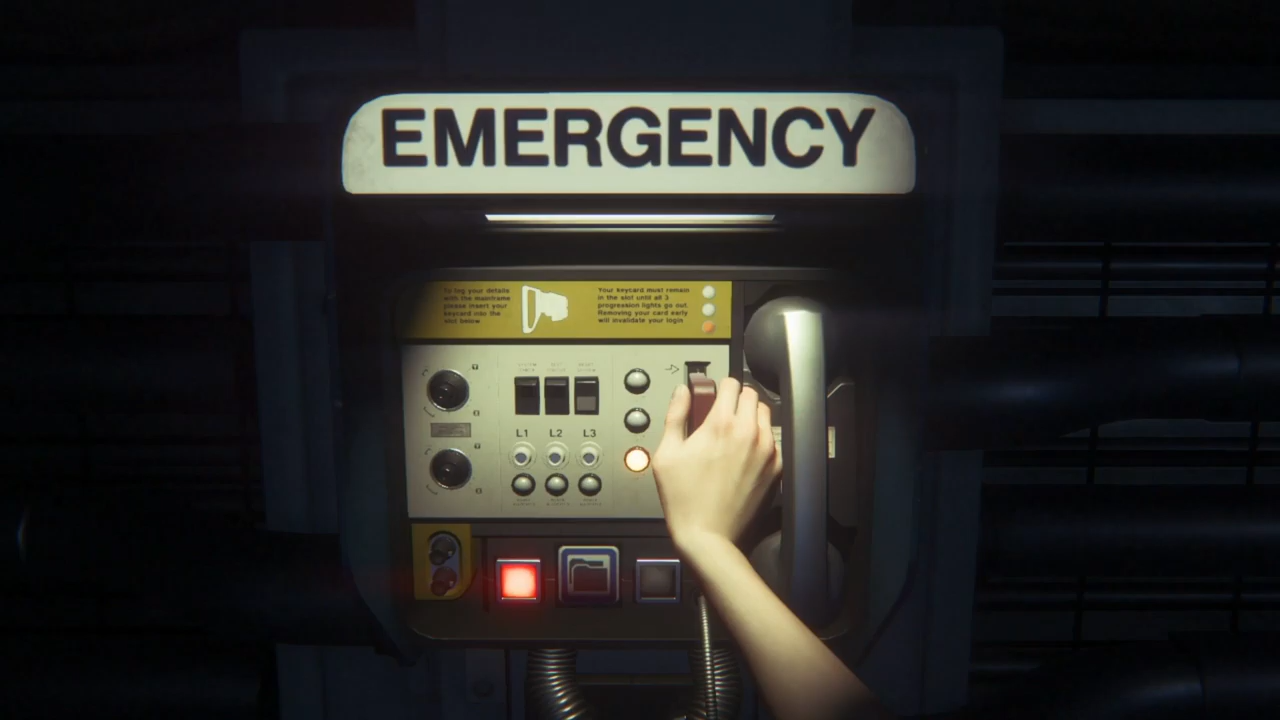 EMERGENCY
To log your details
with the mainframe
please insert your
keycard into the
slot below
Your keycard must remain
in the slot until all 3
progression lights go out.
Removing your card early
will invalidate your login
L1 L2 L3